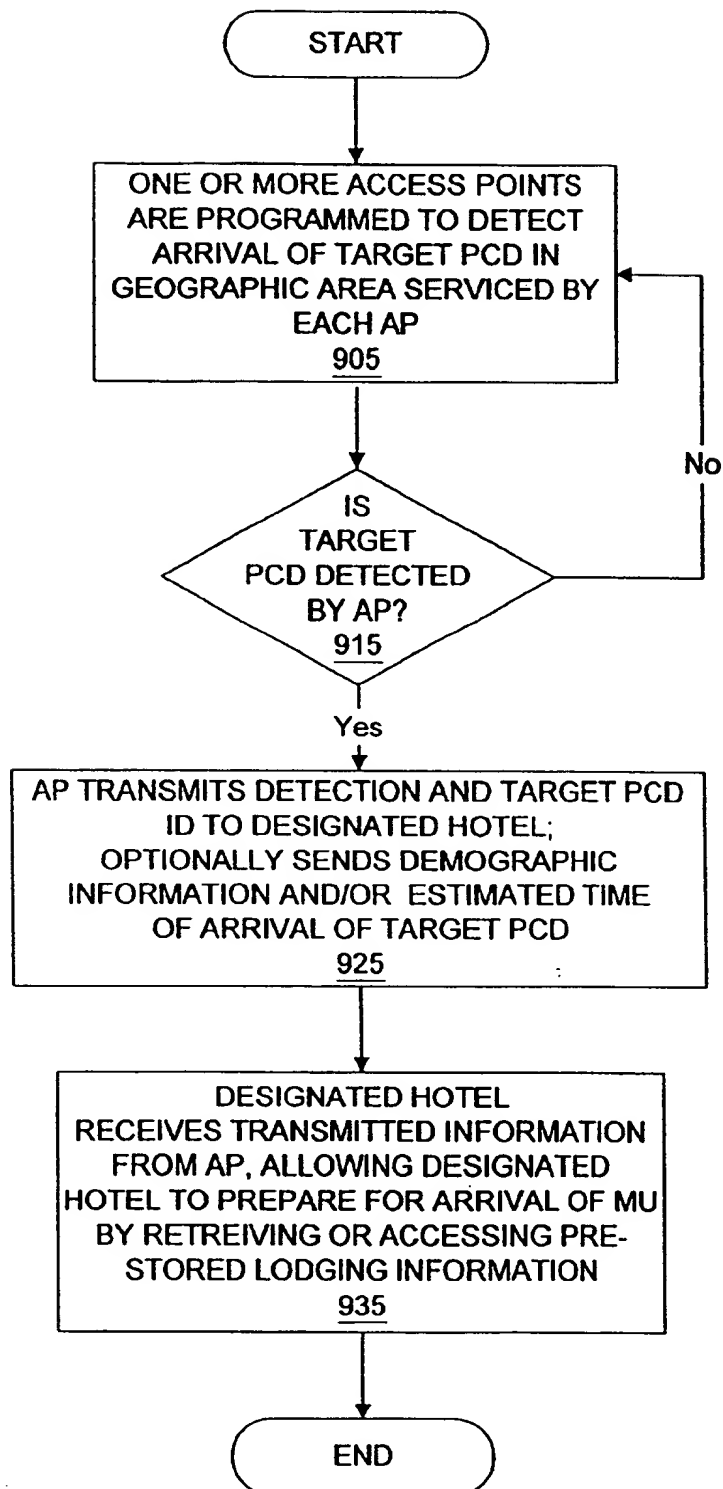 START
ONE OR MORE ACCESS POINTS
ARE PROGRAMMED TO DETECT
ARRIVAL OF TARGET PCD IN
GEOGRAPHIC AREA SERVICED BY
EACH AP
905
No
IS
TARGET
PCD DETECTED
BY AP?
915
Yes
AP TRANSMITS DETECTION AND TARGET PCD
ID TO DESIGNATED HOTEL;
OPTIONALLY SENDS DEMOGRAPHIC
INFORMATION AND/OR ESTIMATED TIME
OF ARRIVAL OF TARGET PCD
925
DESIGNATED HOTEL
RECEIVES TRANSMITTED INFORMATION
FROM AP, ALLOWING DESIGNATED
HOTEL TO PREPARE FOR ARRIVAL OF MU
BY RETREIVING OR ACCESSING PRE-
STORED LODGING INFORMATION
935
END